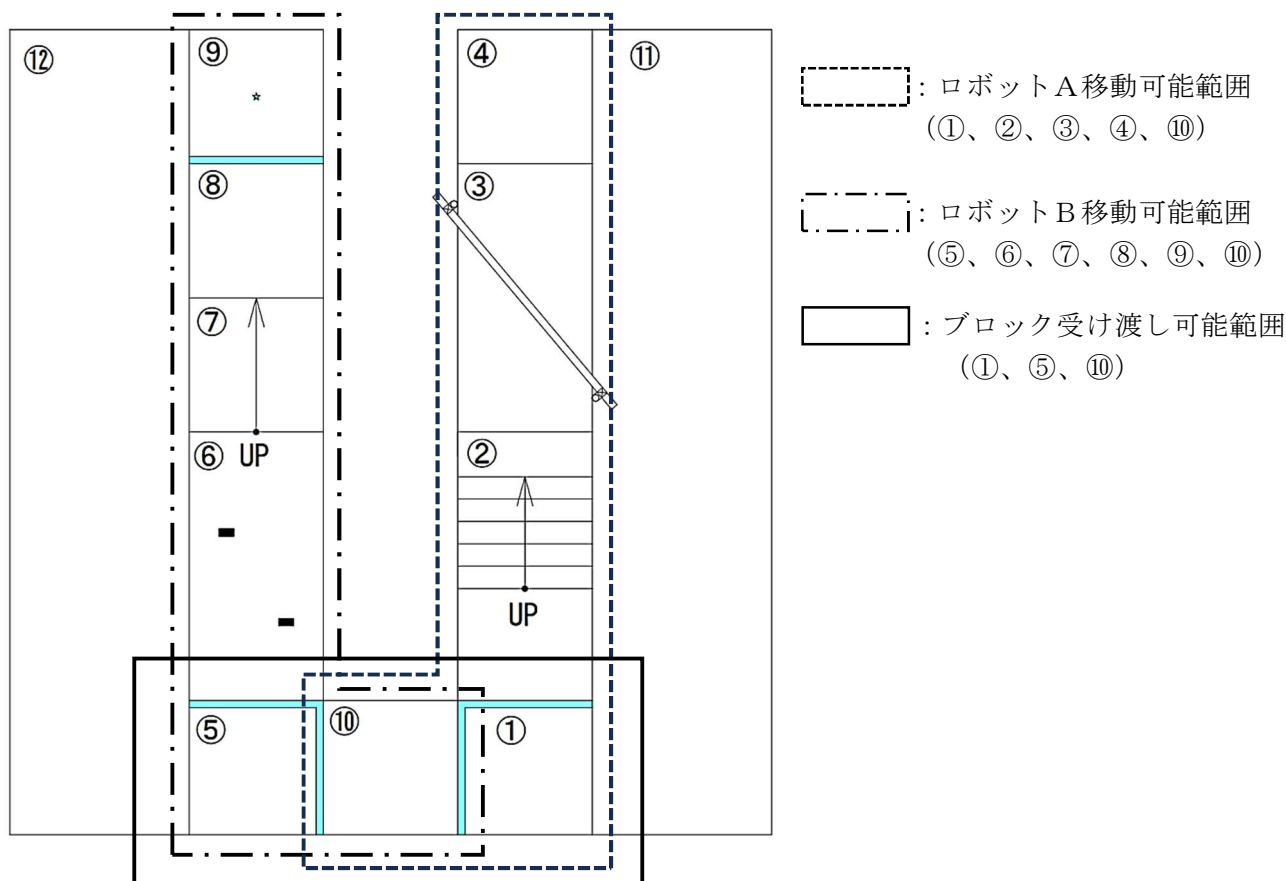 ⑫
⑨
④
⑪
⑧
③
⑦
⑥ UP
②
UP
⑤
⑩
①
：ロボットA移動可能範囲
（①、②、③、④、⑩）
：ロボットB移動可能範囲
（⑤、⑥、⑦、⑧、⑨、⑩）
：ブロック受け渡し可能範囲
（①、⑤、⑩）